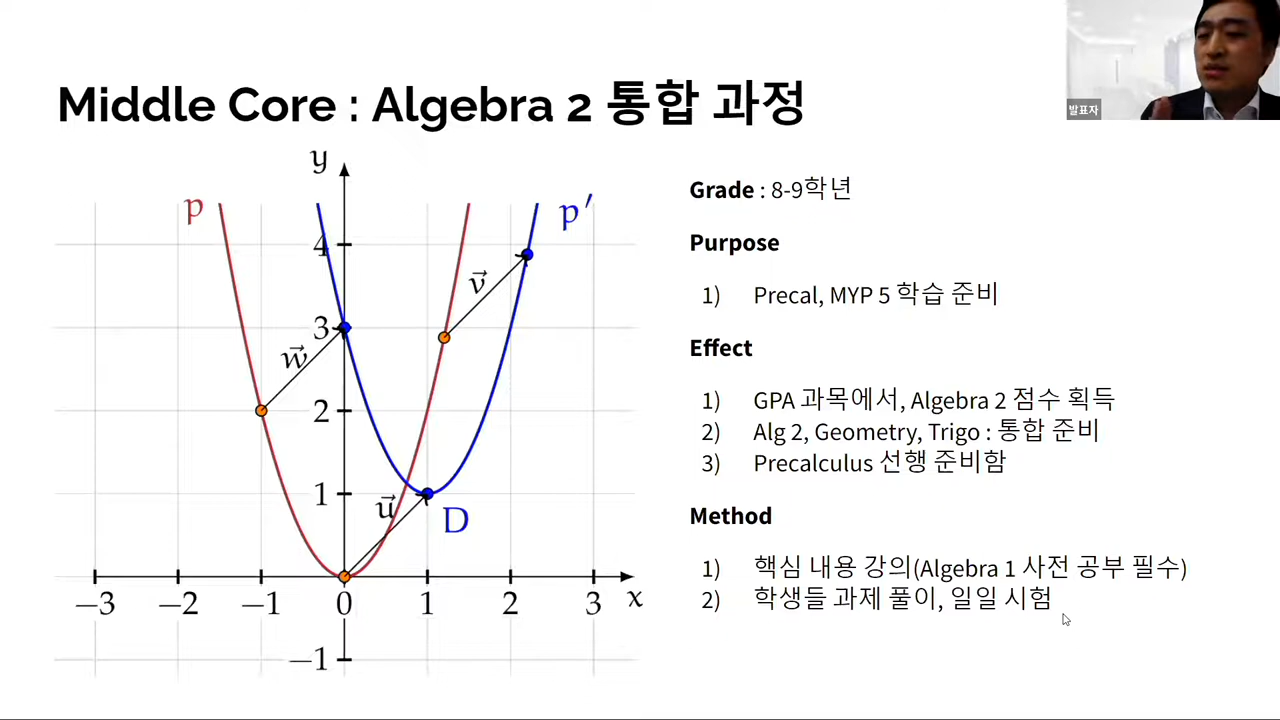 발표자
Middle Core : Algebra 2 통합 과정
y
p
p′
4
v⃗
3
w⃗
2
1
u⃗
D
−3 −2 −1 0 1 2 3 x
−1
Grade : 8-9학년
Purpose
1) Precal, MYP 5 학습 준비
Effect
1) GPA 과목에서, Algebra 2 점수 획득
2) Alg 2, Geometry, Trigo : 통합 준비
3) Precalculus 선행 준비함
Method
1) 핵심 내용 강의(Algebra 1 사전 공부 필수)
2) 학생들 과제 풀이, 일일 시험